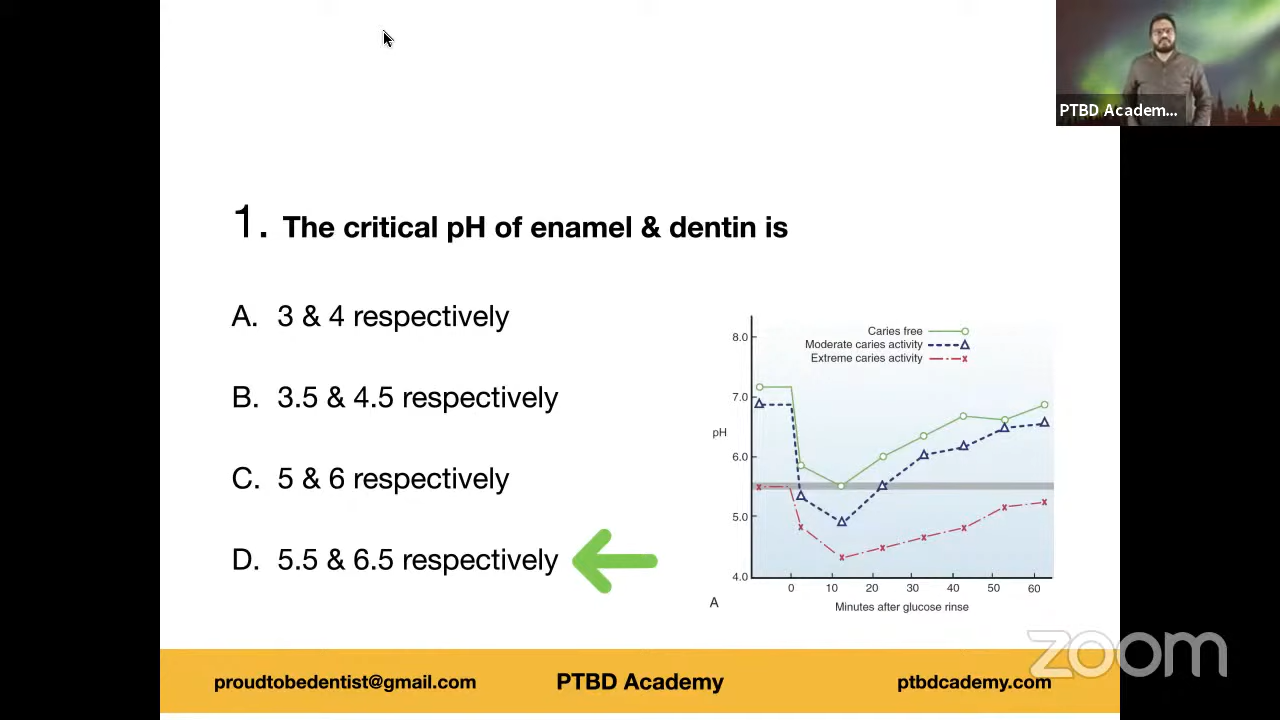 PTBD Academ...
1. The critical pH of enamel & dentin is
A. 3 & 4 respectively
B. 3.5 & 4.5 respectively
C. 5 & 6 respectively
D. 5.5 & 6.5 respectively
Caries free
Moderate caries activity
Extreme caries activity
8.0
7.0
pH
6.0
5.0
4.0
0 10 20 30 40 50 60
A
Minutes after glucose rinse
zoom
proudtobedentist@gmail.com PTBD Academy ptbdcademy.com